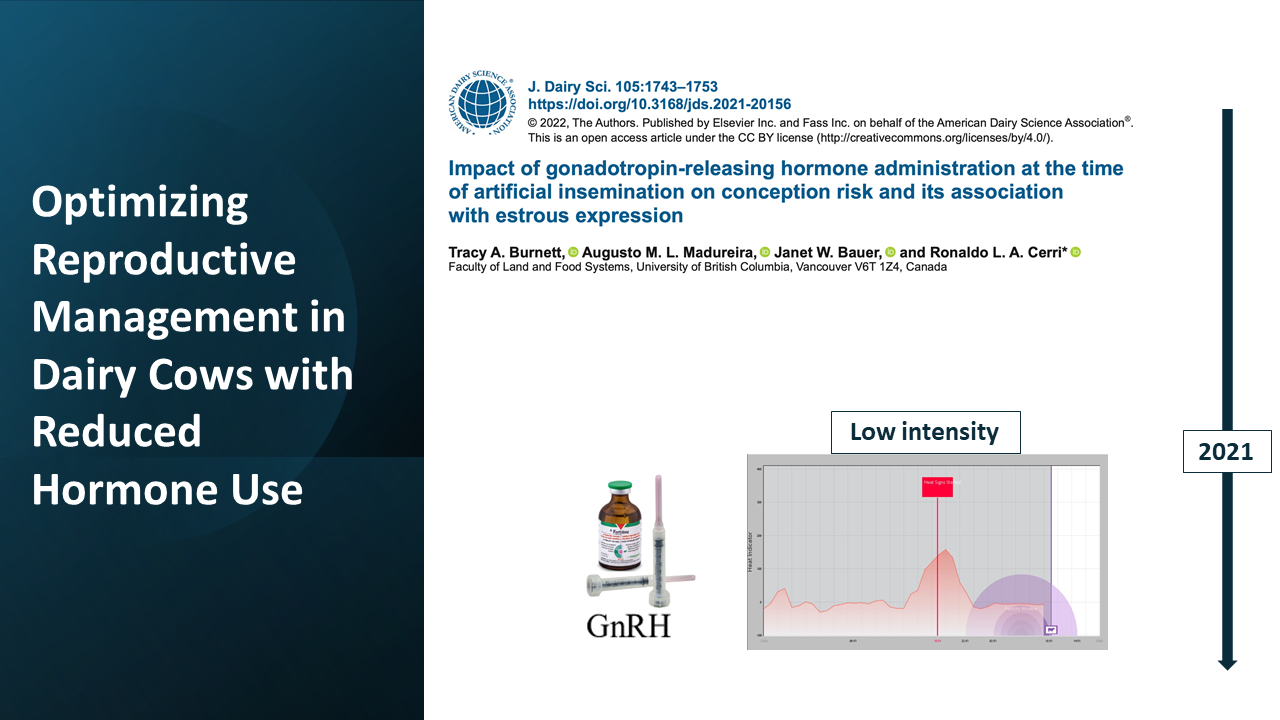 Optimizing
Reproductive
Management in
Dairy Cows with
Reduced
Hormone Use
AMERICAN DAIRY SCIENCE ASSOCIATION®
J. Dairy Sci. 105:1743–1753
https://doi.org/10.3168/jds.2021-20156
© 2022, The Authors. Published by Elsevier Inc. and Fass Inc. on behalf of the American Dairy Science Association®.
This is an open access article under the CC BY license (http://creativecommons.org/licenses/by/4.0/).
Impact of gonadotropin-releasing hormone administration at the time
of artificial insemination on conception risk and its association
with estrous expression
Tracy A. Burnett, iD Augusto M. L. Madureira, iD Janet W. Bauer, iD and Ronaldo L. A. Cerri* iD
Faculty of Land and Food Systems, University of British Columbia, Vancouver V6T 1Z4, Canada
Low intensity
2021
Heat Signs Started
Heat Indicator
GnRH